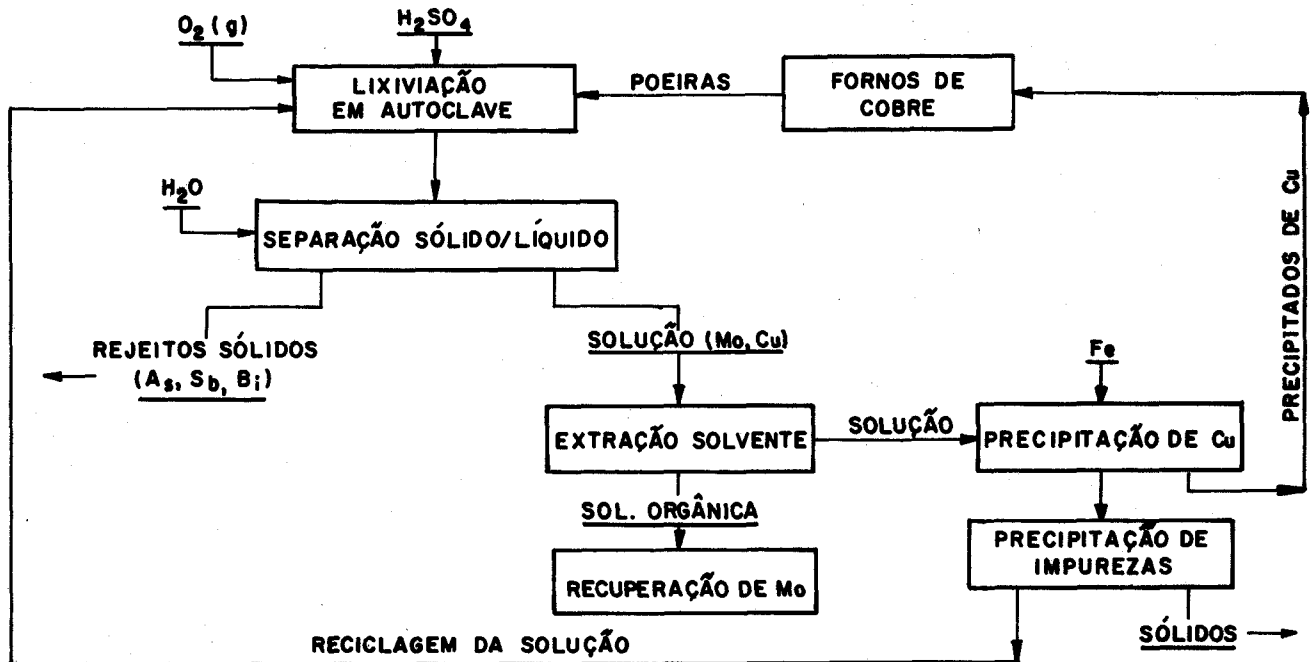 O₂(g)
H₂SO₄
LIXIVIAÇÃO
EM AUTOCLAVE
POEIRAS
FORNOS DE
COBRE
H₂O
SEPARAÇÃO SÓLIDO/LÍQUIDO
PRECIPITADOS DE Cu
REJEITOS SÓLIDOS
(As, Sb, Bi)
SOLUÇÃO (Mo, Cu)
Fe
EXTRAÇÃO SOLVENTE
SOLUÇÃO
PRECIPITAÇÃO DE Cu
SOL. ORGÂNICA
RECUPERAÇÃO DE Mo
PRECIPITAÇÃO DE
IMPUREZAS
RECICLAGEM DA SOLUÇÃO
SÓLIDOS